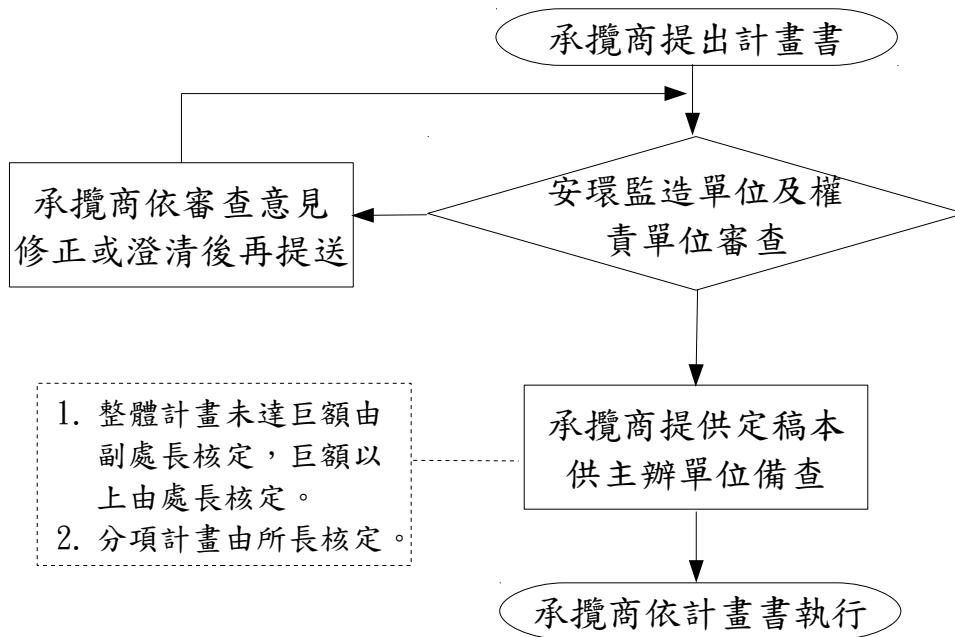 承攬商提出計畫書
安環監造單位及權
責單位審查
承攬商依審查意見
修正或澄清後再提送
1. 整體計畫未達巨額由
副處長核定，巨額以
上由處長核定。
2. 分項計畫由所長核定。
承攬商提供定稿本
供主辦單位備查
承攬商依計畫書執行